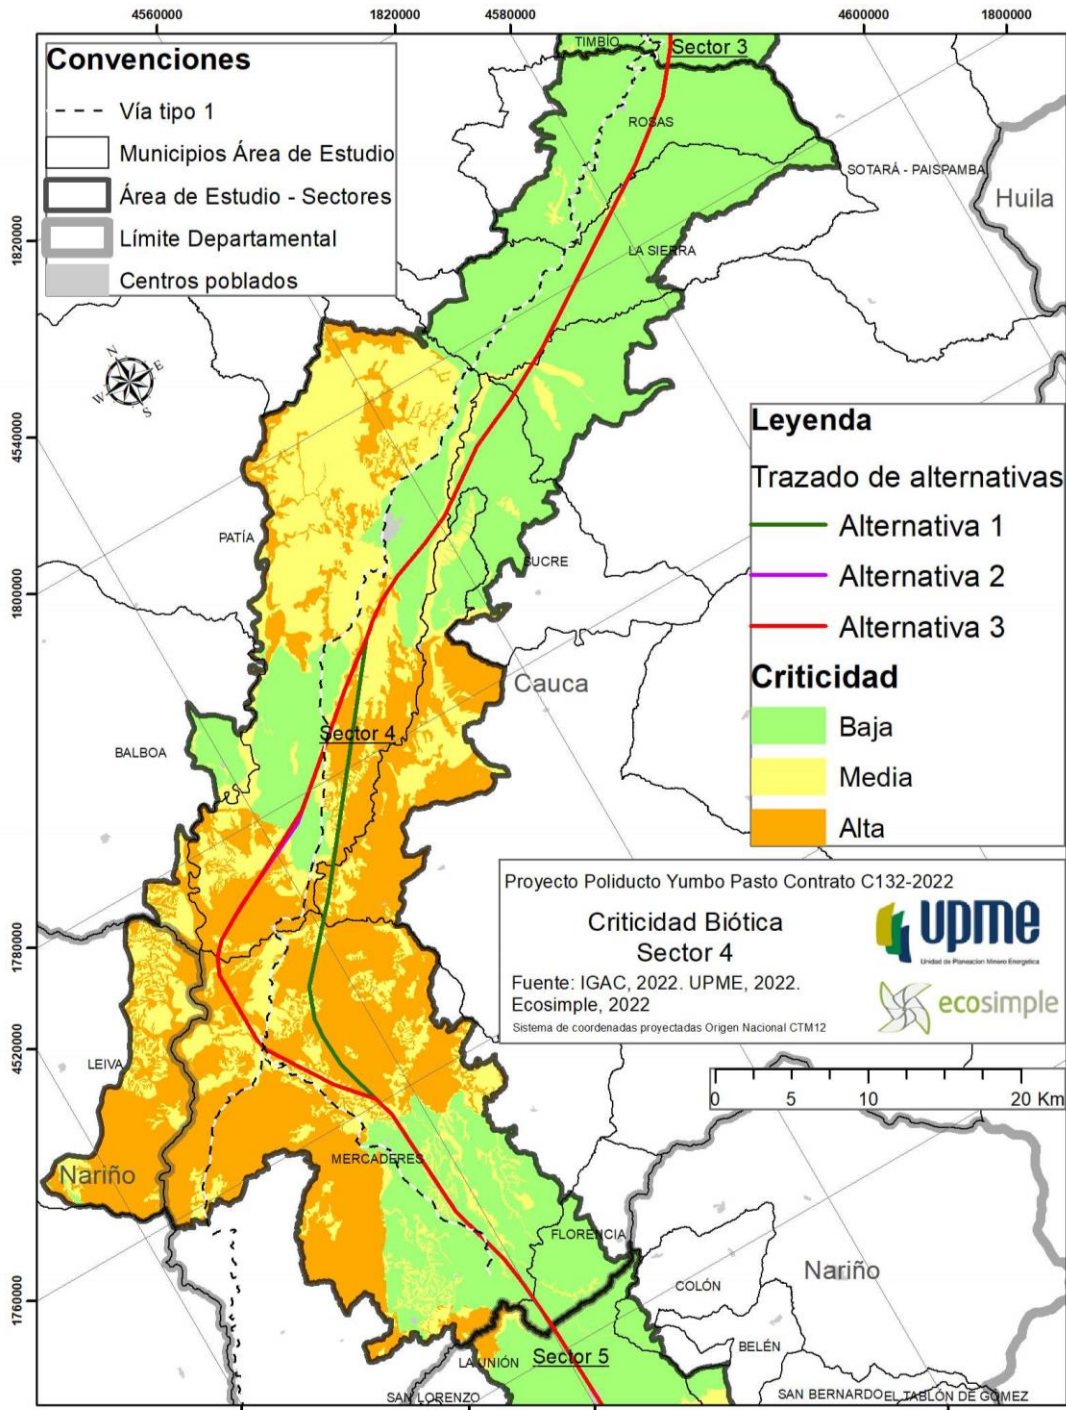 4560000
1820000
4580000
4600000
1800000
Convenciones
Vía tipo 1
Municipios Área de Estudio
Área de Estudio - Sectores
Límite Departamental
Centros poblados
TIMBÍO
Sector 3
ROSAS
SOTARÁ - PAISPAMBA
Huila
LA SIERRA
1820000
N
E
W
S
4540000
Leyenda
Trazado de alternativas
Alternativa 1
Alternativa 2
Alternativa 3
Criticidad
Baja
Media
Alta
PATÍA
SUCRE
1800000
Cauca
Sector 4
BALBOA
Proyecto Poliducto Yumbo Pasto Contrato C132-2022
Criticidad Biótica
Sector 4
Fuente: IGAC, 2022. UPME, 2022.
Ecosimple, 2022
Sistema de coordenadas proyectadas Origen Nacional CTM12
upme
Unidad de Planeación Minero Energética
ecosimple
1780000
4520000
LEIVA
0 5 10 20 Km
MERCADERES
Nariño
FLORENCIA
Nariño
COLÓN
1760000
BELÉN
LA UNIÓN
Sector 5
SAN LORENZO
SAN BERNARDO
EL TABLÓN DE GÓMEZ